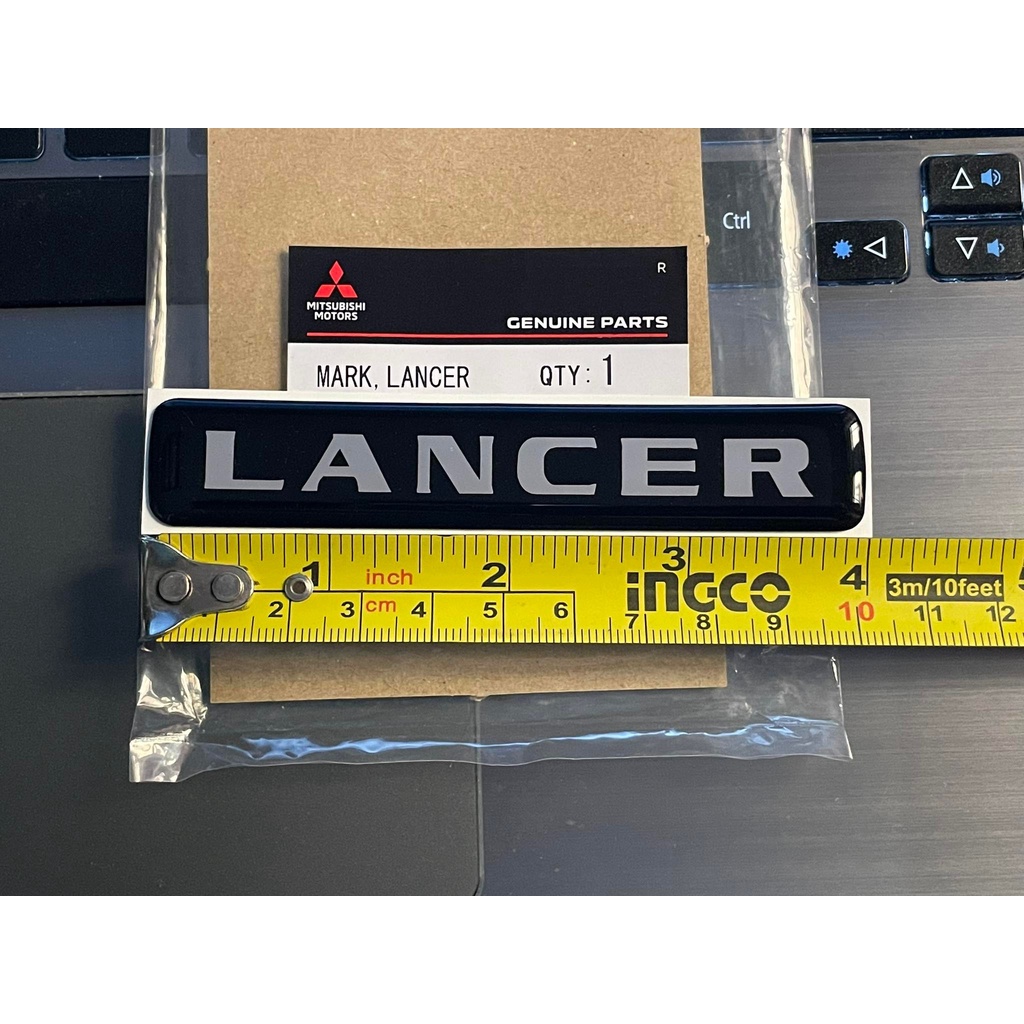 Ctrl
R
MITSUBISHI
MOTORS
GENUINE PARTS
MARK, LANCER QTY: 1
LANCER
1 inch 2 3 4 3m/10feet
INGCO
1 2 3 cm 4 5 6 7 8 9 10 11 12